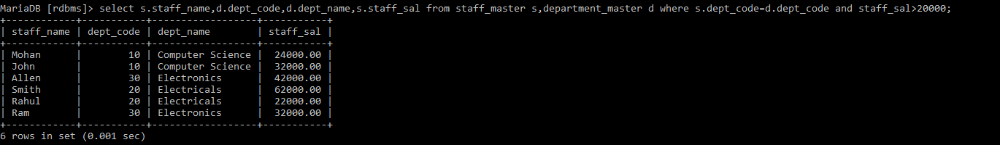 MariaDB [rdbms]> select s.staff_name,d.dept_code,d.dept_name,s.staff_sal from staff_master s,department_master d where s.dept_code=d.dept_code and staff_sal>20000;
+------------+-----------+------------------+-----------+
| staff_name | dept_code | dept_name        | staff_sal |
+------------+-----------+------------------+-----------+
| Mohan      |        10 | Computer Science |  24000.00 |
| John       |        10 | Computer Science |  32000.00 |
| Allen      |        30 | Electronics      |  42000.00 |
| Smith      |        20 | Electricals      |  62000.00 |
| Rahul      |        20 | Electricals      |  22000.00 |
| Ram        |        30 | Electronics      |  32000.00 |
+------------+-----------+------------------+-----------+
6 rows in set (0.001 sec)